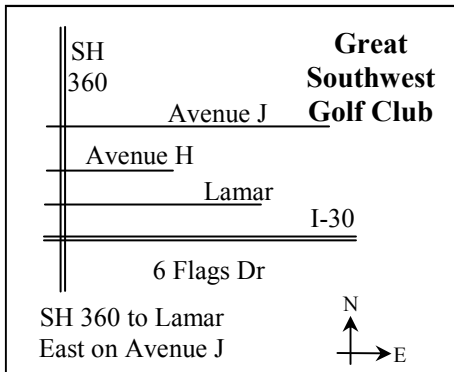 SH
360
Great
Southwest
Golf Club
Avenue J
Avenue H
Lamar
I-30
6 Flags Dr
SH 360 to Lamar
East on Avenue J
N
E